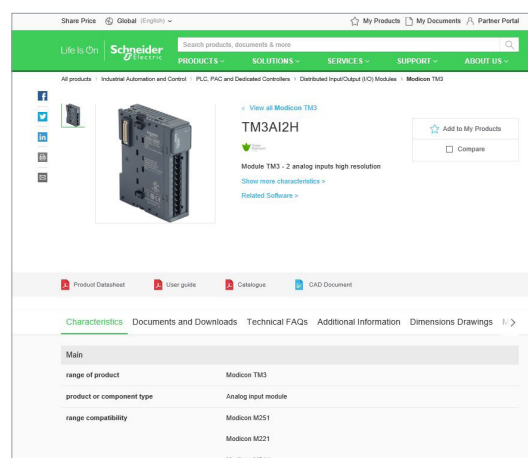 Share Price Global (English) My Products My Documents Partner Portal
Life Is On Schneider Electric
Search products, documents & more
PRODUCTS SOLUTIONS SERVICES SUPPORT ABOUT US
All products Industrial Automation and Control PLC, PAC and Dedicated Controllers Distributed Input/Output (I/O) Modules Modicon TM3
< View all Modicon TM3
TM3AI2H
Add to My Products
Compare
Module TM3 - 2 analog inputs high resolution
Show more characteristics >
Related Software >
Product Datasheet User guide Catalogue CAD Document
Characteristics Documents and Downloads Technical FAQs Additional Information Dimensions Drawings
Main
range of product Modicon TM3
product or component type Analog input module
range compatibility Modicon M251
Modicon M221